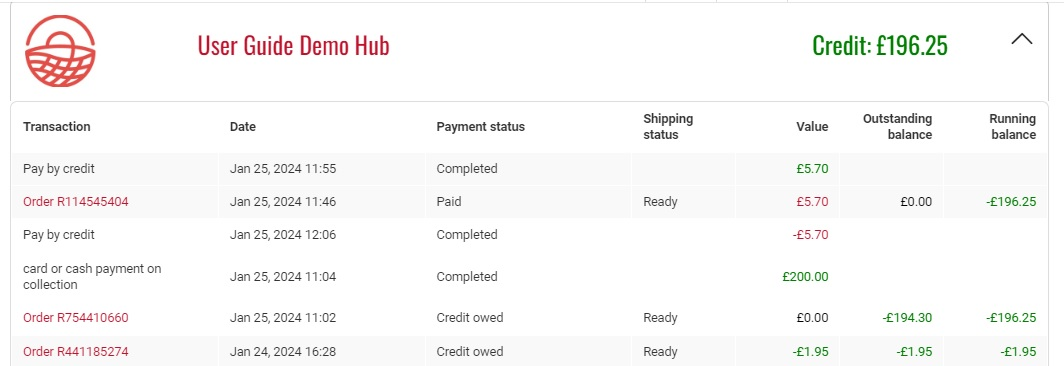 User Guide Demo Hub Credit: £196.25
Transaction Date Payment status Shipping status Value Outstanding balance Running balance
Pay by credit Jan 25, 2024 11:55 Completed £5.70
Order R114545404 Jan 25, 2024 11:46 Paid Ready £5.70 £0.00 -£196.25
Pay by credit Jan 25, 2024 12:06 Completed -£5.70
card or cash payment on collection Jan 25, 2024 11:04 Completed £200.00
Order R754410660 Jan 25, 2024 11:02 Credit owed Ready £0.00 -£194.30 -£196.25
Order R441185274 Jan 24, 2024 16:28 Credit owed Ready -£1.95 -£1.95 -£1.95